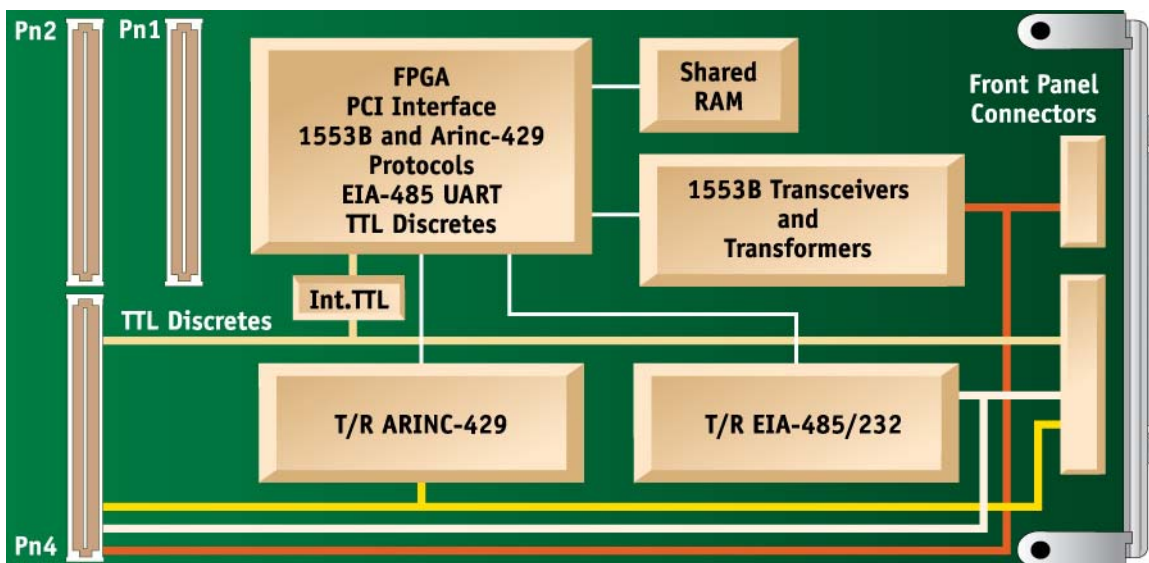 Pn2
Pn1
FPGA
PCI Interface
1553B and Arinc-429
Protocols
EIA-485 UART
TTL Discretes
Shared
RAM
Front Panel
Connectors
1553B Transceivers
and
Transformers
Int.TTL
TTL Discretes
T/R ARINC-429
T/R EIA-485/232
Pn4